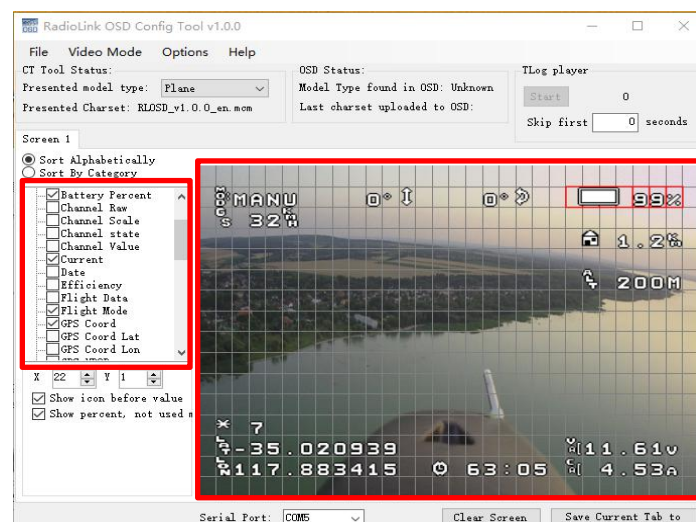 RadioLink OSD Config Tool v1.0.0
File Video Mode Options Help
CT Tool Status:
Presented model type: Plane
Presented Charset: RLOSD_v1.0.0_en.mcm
OSD Status:
Model Type found in OSD: Unknown
Last charset uploaded to OSD:
TLog player
Start 0
Skip first 0 seconds
Screen 1
Sort Alphabetically
Sort By Category
Battery Percent
Channel Raw
Channel Scale
Channel state
Channel Value
Current
Date
Efficiency
Flight Data
Flight Mode
GPS Coord
GPS Coord Lat
GPS Coord Lon
X 22 Y 1
Show icon before value
Show percent, not used m
MANU 0° 0° 99%
GS 32
1.2
200M
7
-35.020939 11.61v
117.883415 63:05 4.53A
Serial Port: COM5 Clear Screen Save Current Tab to